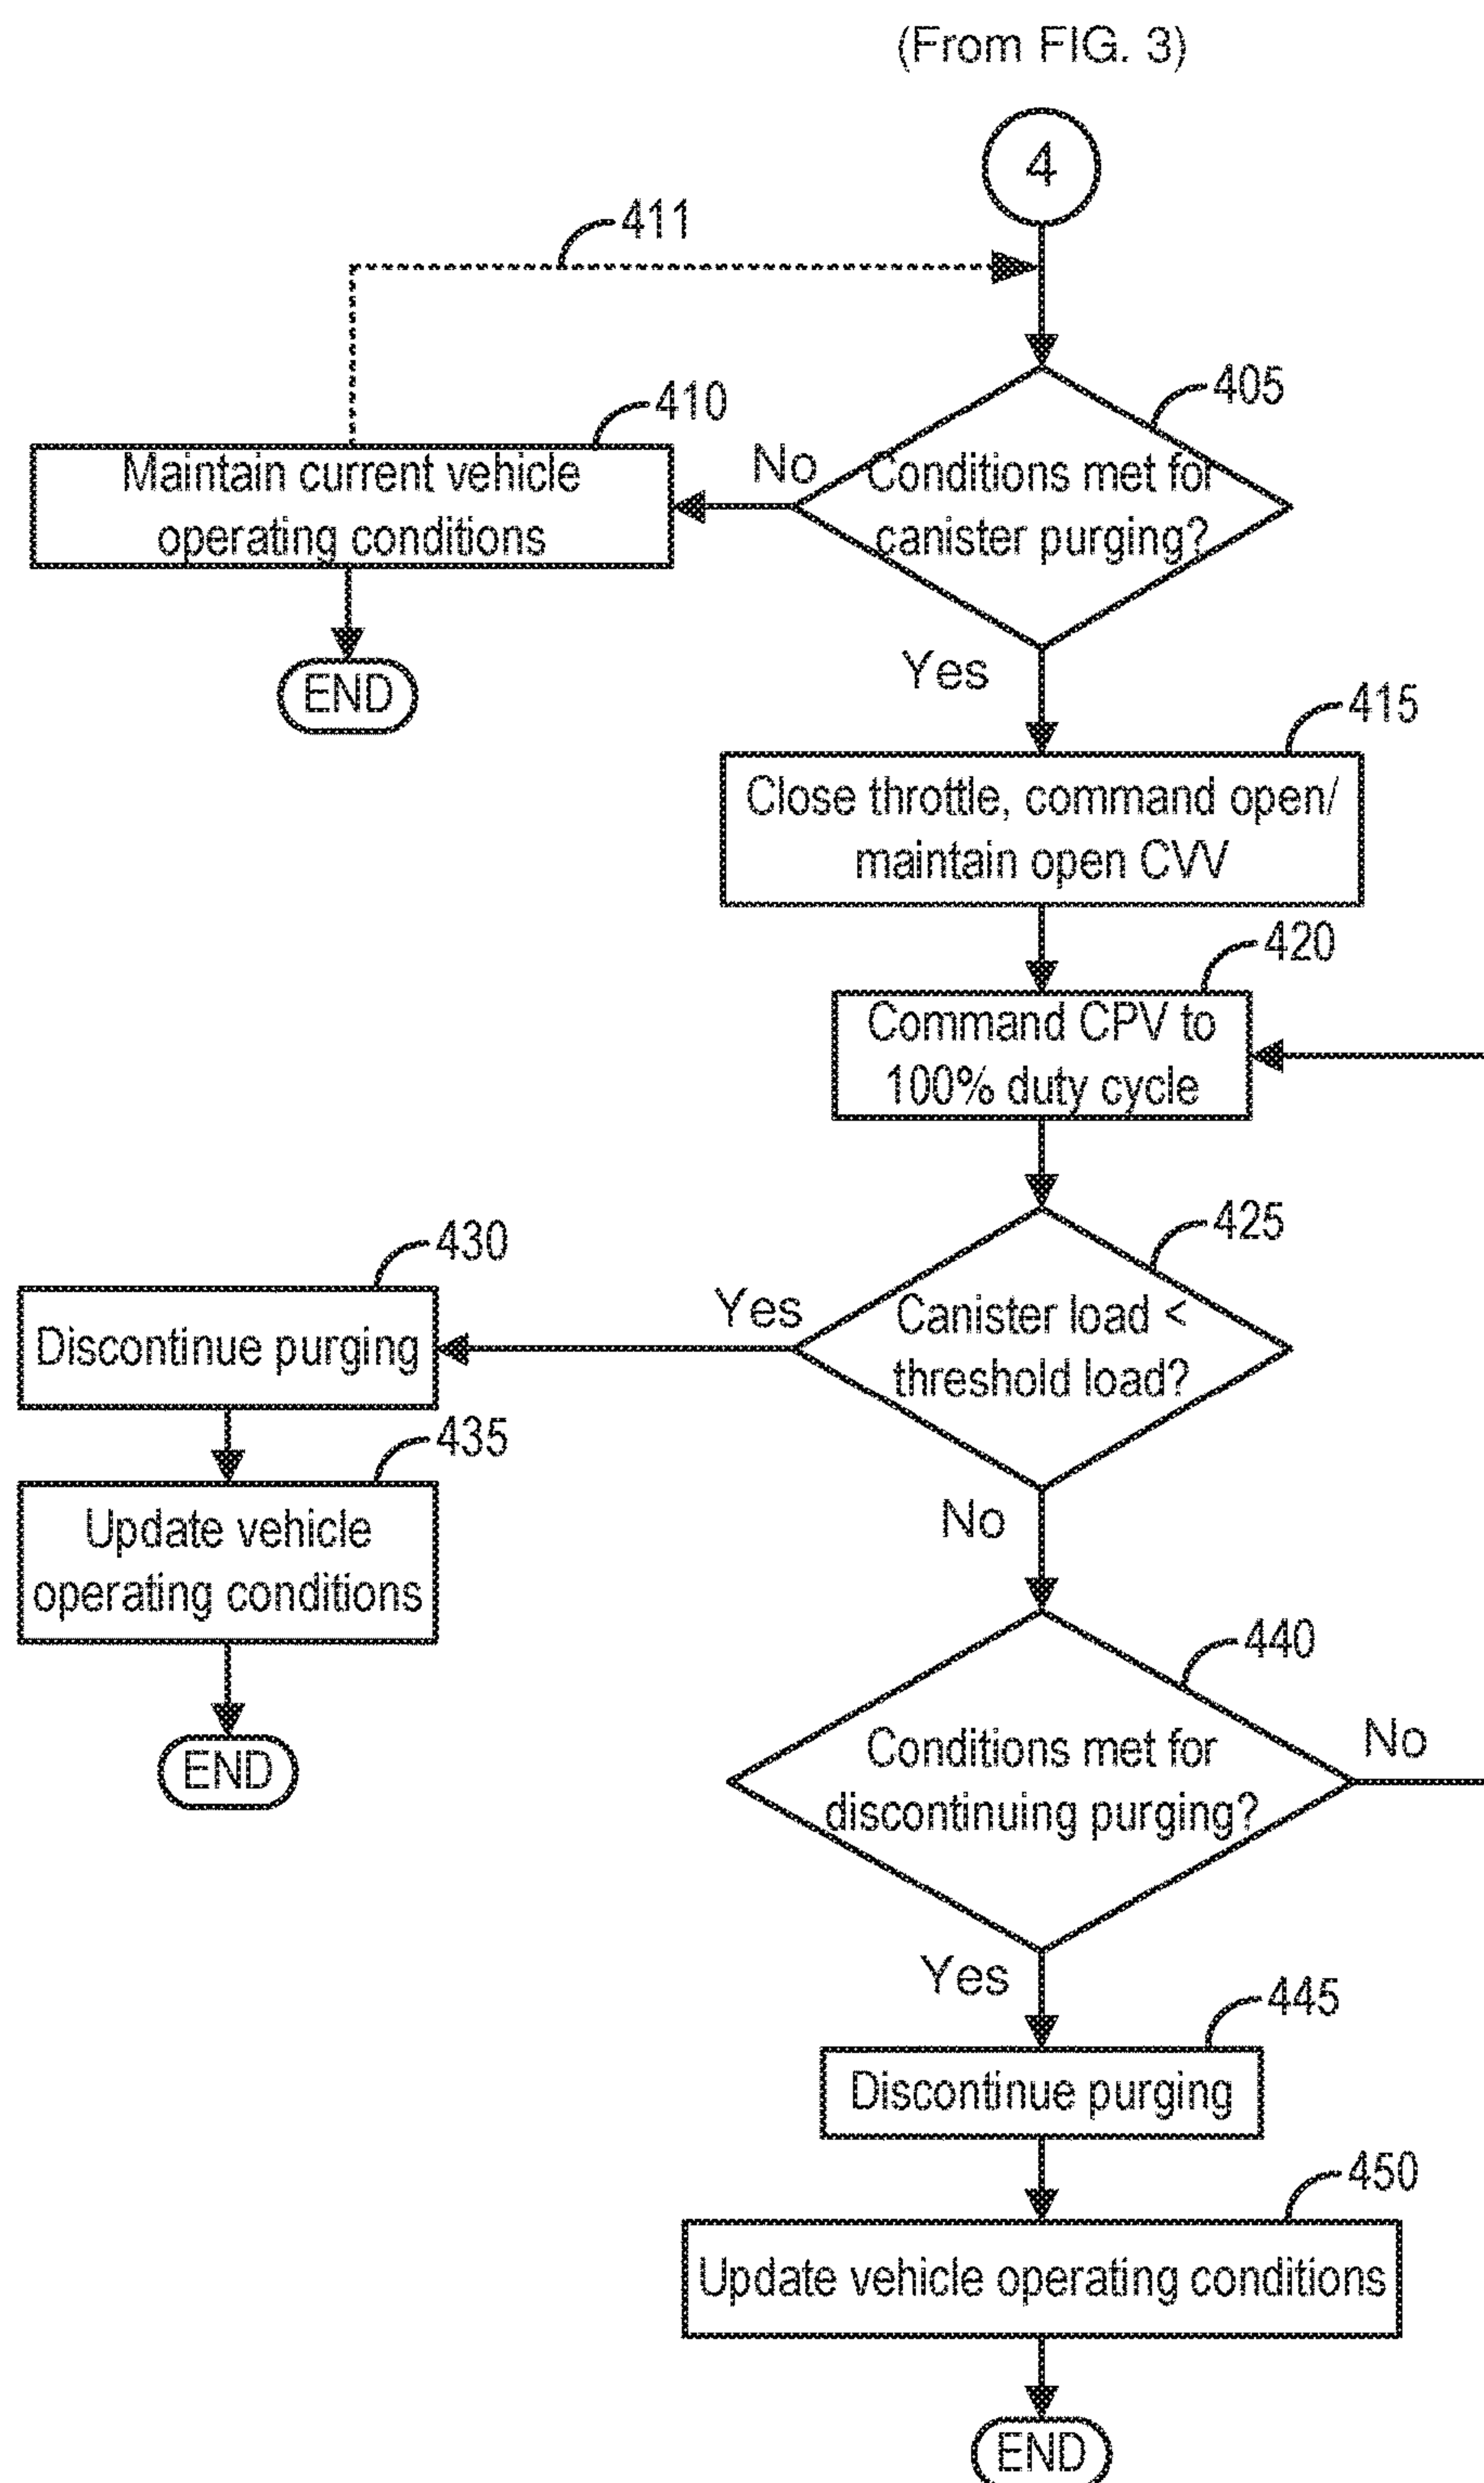 (From FIG. 3)
4
411
405
410
Maintain current vehicle
operating conditions
No
Conditions met for
canister purging?
END
Yes
415
Close throttle, command open/
maintain open CVV
420
Command CPV to
100% duty cycle
430
425
Discontinue purging
Yes
Canister load <
threshold load?
435
Update vehicle
operating conditions
No
END
440
Conditions met for
discontinuing purging?
No
Yes
445
Discontinue purging
450
Update vehicle operating conditions
END